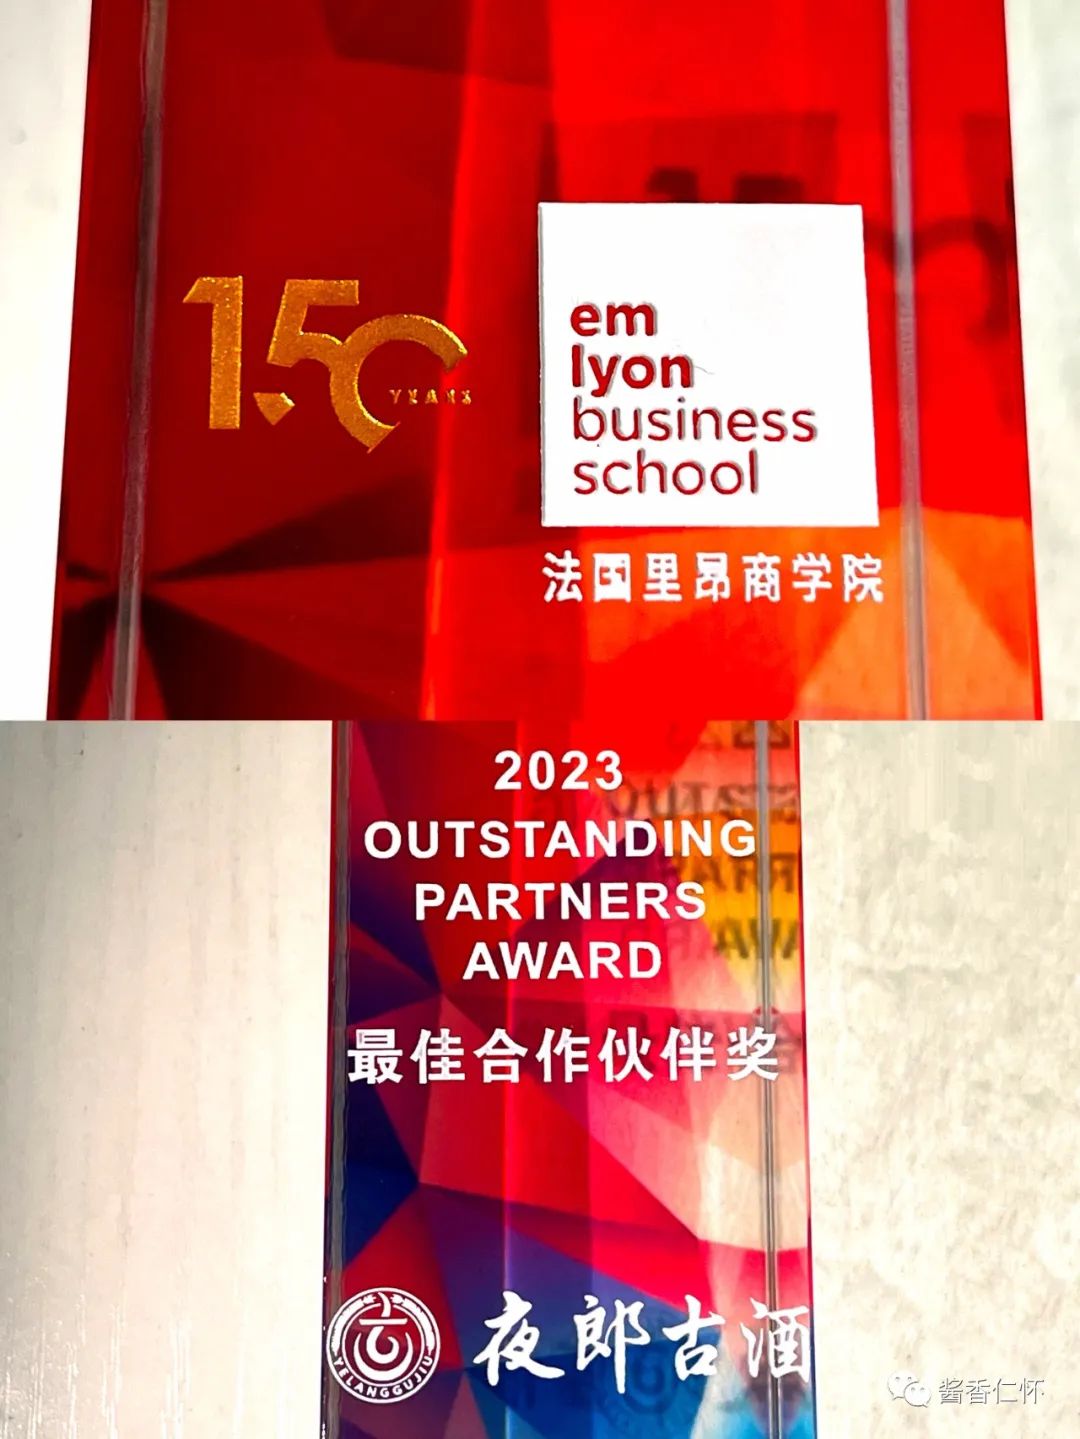 150
YEARS
em
lyon
business
school
法国里昂商学院
2023
OUTSTANDING
PARTNERS
AWARD
最佳合作伙伴奖
YELANGGUJIU
夜郎古酒
酱香仁怀